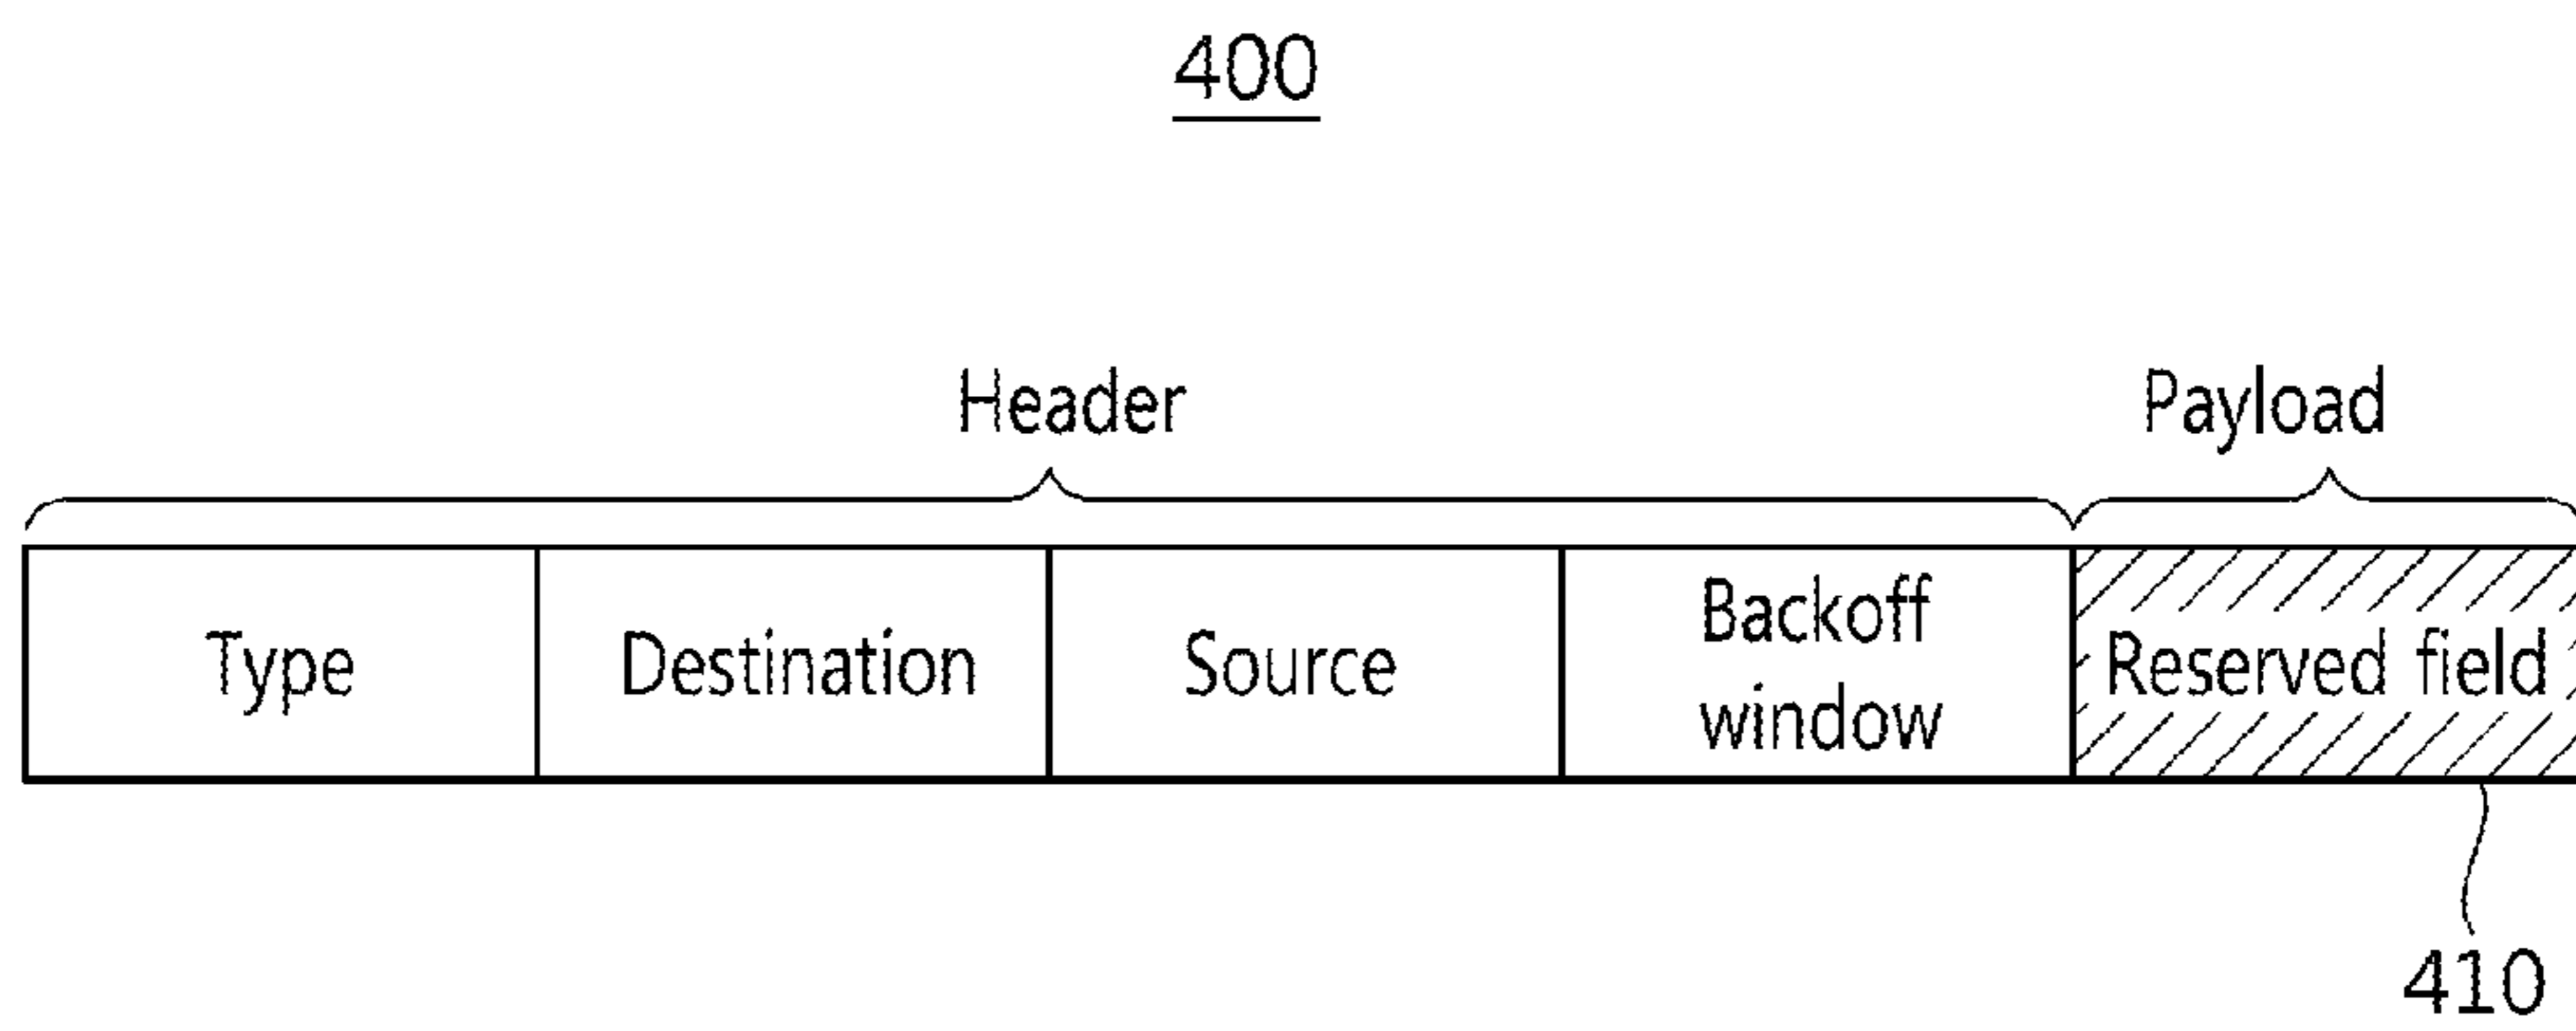 400
Header
Payload
Type
Destination
Source
Backoff
window
Reserved field
410